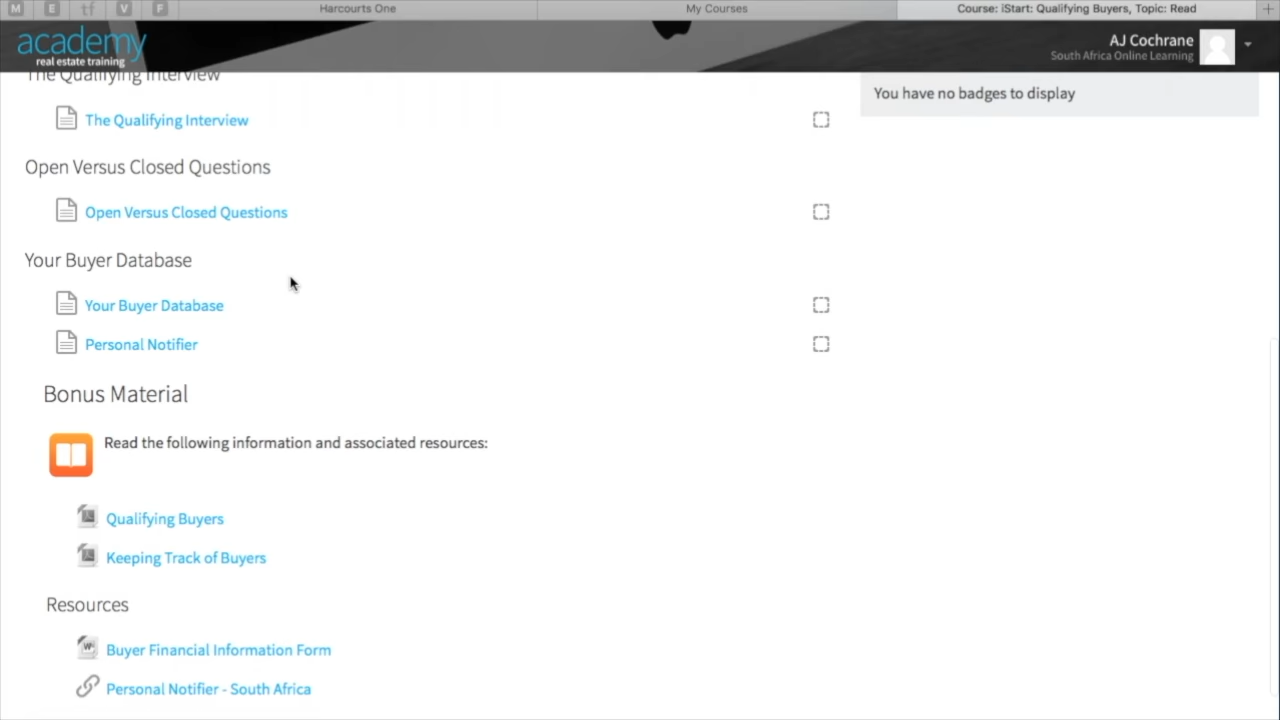 M E tf V F Harcourts One My Courses Course: iStart: Qualifying Buyers, Topic: Read +
academy
real estate training
AJ Cochrane
South Africa Online Learning
The Qualifying Interview
You have no badges to display
The Qualifying Interview
Open Versus Closed Questions
Open Versus Closed Questions
Your Buyer Database
Your Buyer Database
Personal Notifier
Bonus Material
Read the following information and associated resources:
Qualifying Buyers
Keeping Track of Buyers
Resources
Buyer Financial Information Form
Personal Notifier - South Africa